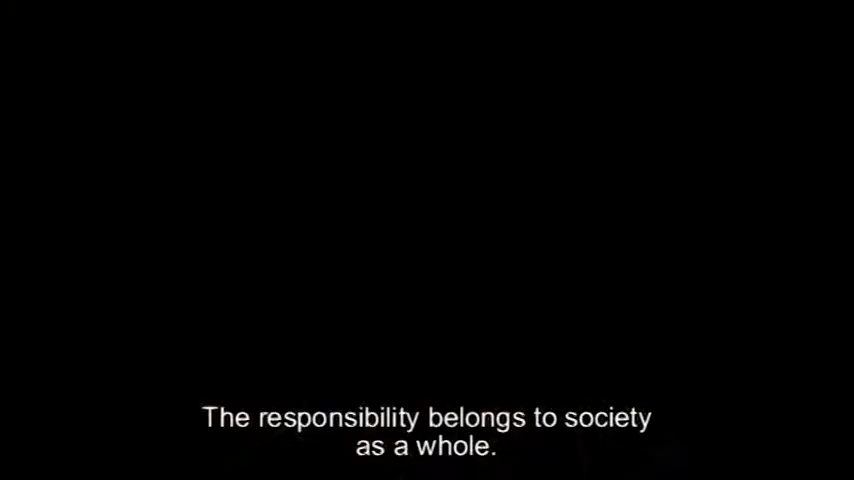 The responsibility belongs to society
as a whole.